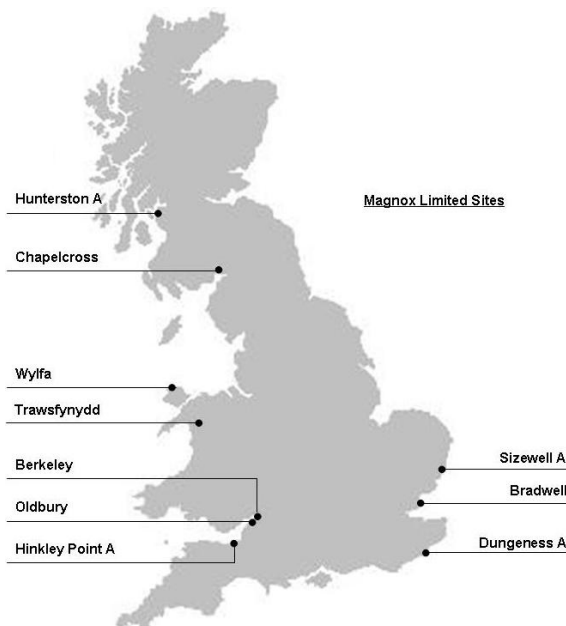 Hunterston A
Magnox Limited Sites
Chapelcross
Wylfa
Trawsfynydd
Berkeley
Sizewell A
Bradwell
Oldbury
Dungeness A
Hinkley Point A